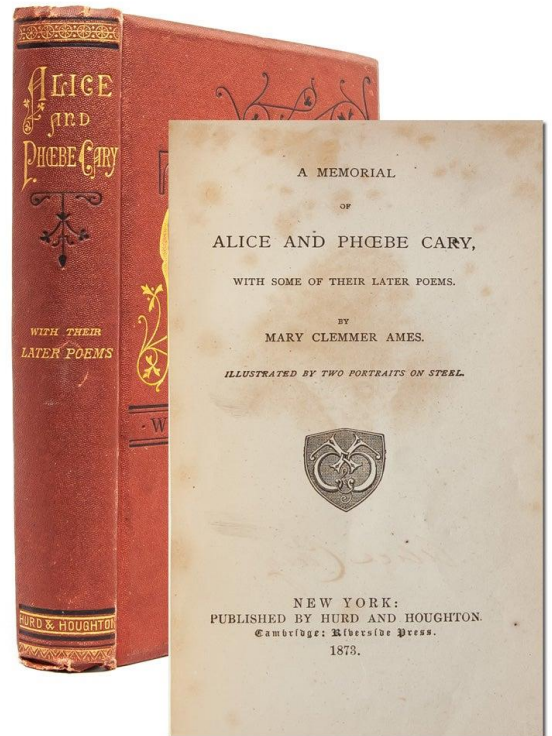 ALICE
AND
PHŒBE CARY
WITH THEIR
LATER POEMS
HURD & HOUGHTON
W
A MEMORIAL
OF
ALICE AND PHŒBE CARY,
WITH SOME OF THEIR LATER POEMS.
BY
MARY CLEMMER AMES.
ILLUSTRATED BY TWO PORTRAITS ON STEEL.
NEW YORK:
PUBLISHED BY HURD AND HOUGHTON.
Cambridge: Riverside Press.
1873.